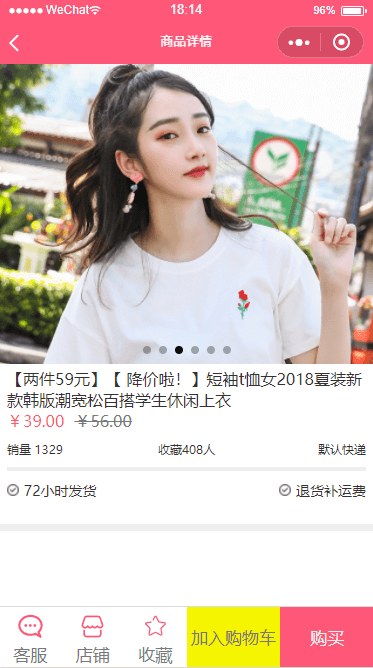 WeChat 18:14 96%
商品详情
【两件59元】【 降价啦！】短袖t恤女2018夏装新
款韩版潮宽松百搭学生休闲上衣
￥39.00 ￥56.00
销量 1329 收藏408人 默认快递
72小时发货 退货补运费
客服 店铺 收藏 加入购物车 购买